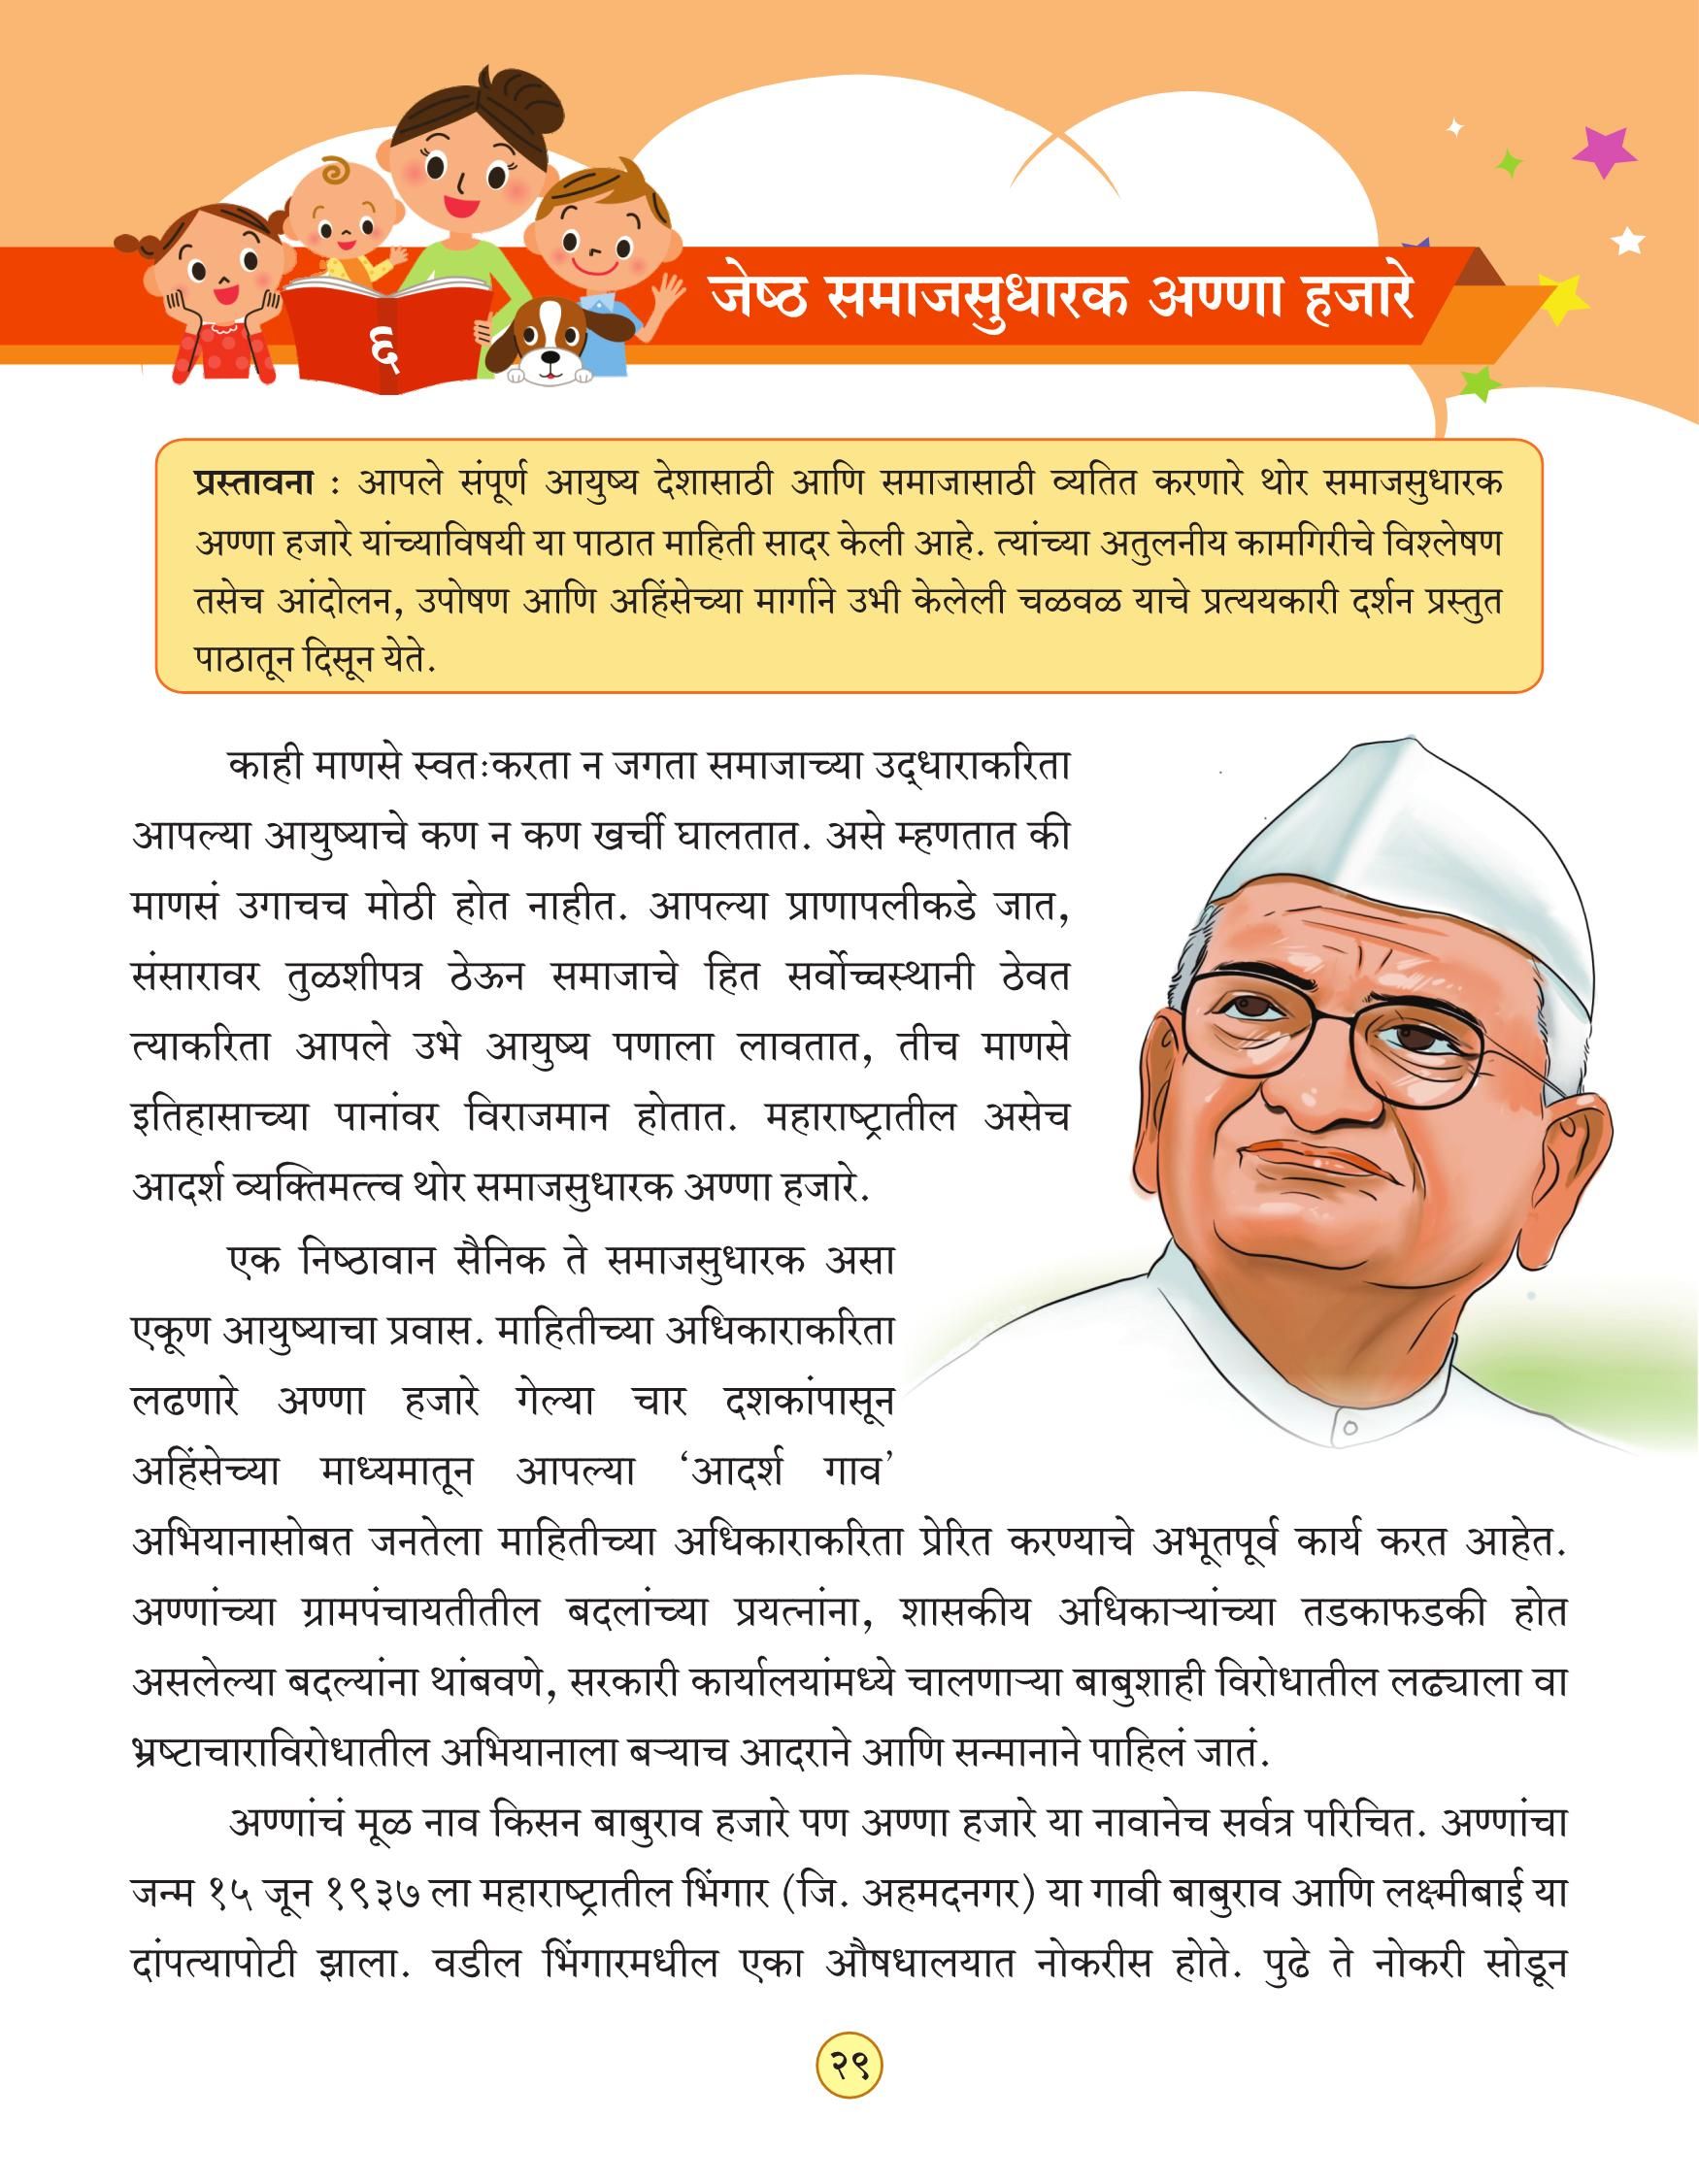 जेष्ठ समाजसुधारक अण्णा हजारे
६
प्रस्तावना : आपले संपूर्ण आयुष्य देशासाठी आणि समाजासाठी व्यतित करणारे थोर समाजसुधारक
अण्णा हजारे यांच्याविषयी या पाठात माहिती सादर केली आहे. त्यांच्या अतुलनीय कामगिरीचे विश्लेषण
तसेच आंदोलन, उपोषण आणि अहिंसेच्या मार्गाने उभी केलेली चळवळ याचे प्रत्ययकारी दर्शन प्रस्तुत
पाठातून दिसून येते.
काही माणसे स्वतःकरता न जगता समाजाच्या उद्‌धाराकरिता
आपल्या आयुष्याचे कण न कण खर्ची घालतात. असे म्हणतात की
माणसं उगाचच मोठी होत नाहीत. आपल्या प्राणापलीकडे जात,
संसारावर तुळशीपत्र ठेऊन समाजाचे हित सर्वोच्चस्थानी ठेवत
त्याकरिता आपले उभे आयुष्य पणाला लावतात, तीच माणसे
इतिहासाच्या पानांवर विराजमान होतात. महाराष्ट्रातील असेच
आदर्श व्यक्तिमत्त्व थोर समाजसुधारक अण्णा हजारे.
एक निष्ठावान सैनिक ते समाजसुधारक असा
एकूण आयुष्याचा प्रवास. माहितीच्या अधिकाराकरिता
लढणारे अण्णा हजारे गेल्या चार दशकांपासून
अहिंसेच्या माध्यमातून आपल्या ‘आदर्श गाव’
अभियानासोबत जनतेला माहितीच्या अधिकाराकरिता प्रेरित करण्याचे अभूतपूर्व कार्य करत आहेत.
अण्णांच्या ग्रामपंचायतीतील बदलांच्या प्रयत्नांना, शासकीय अधिकाऱ्यांच्या तडकाफडकी होत
असलेल्या बदल्यांना थांबवणे, सरकारी कार्यालयांमध्ये चालणाऱ्या बाबुशाही विरोधातील लढ्याला वा
भ्रष्टाचाराविरोधातील अभियानाला बऱ्याच आदराने आणि सन्मानाने पाहिलं जातं.
अण्णांचं मूळ नाव किसन बाबुराव हजारे पण अण्णा हजारे या नावानेच सर्वत्र परिचित. अण्णांचा
जन्म १५ जून १९३७ ला महाराष्ट्रातील भिंगार (जि. अहमदनगर) या गावी बाबुराव आणि लक्ष्मीबाई या
दांपत्यापोटी झाला. वडील भिंगारमधील एका औषधालयात नोकरीस होते. पुढे ते नोकरी सोडून
२९